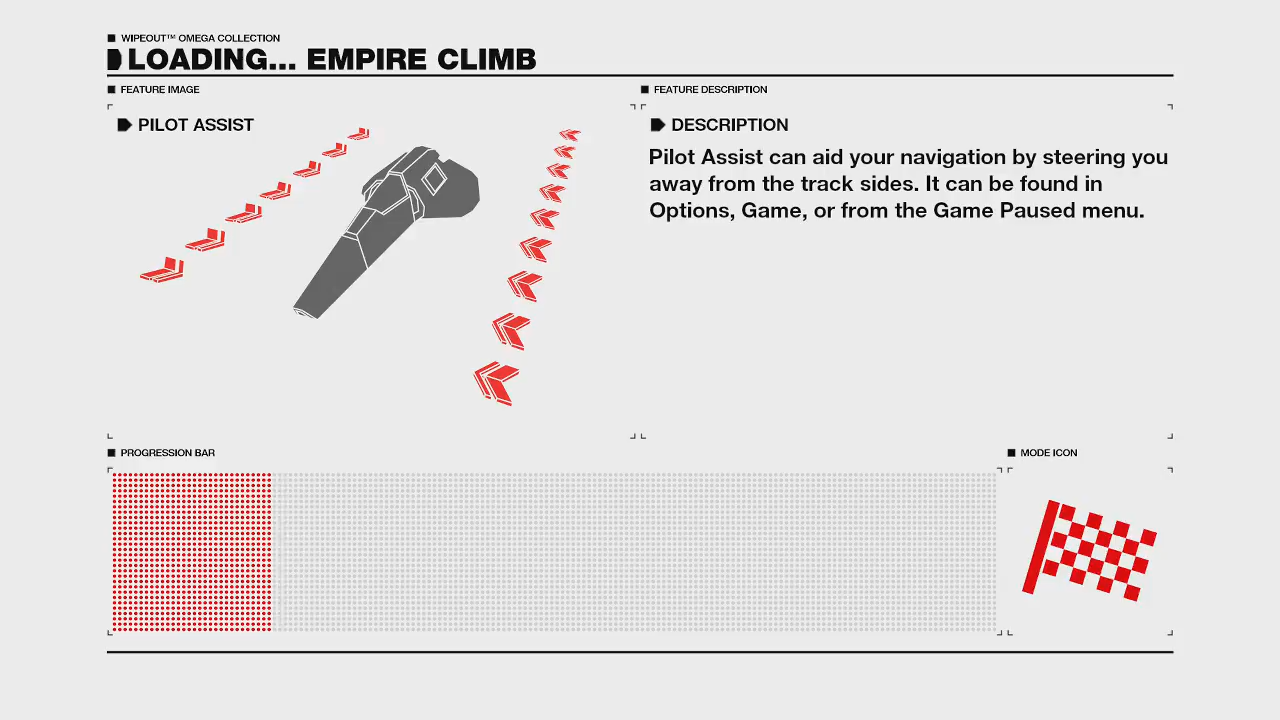 WIPEOUT™ OMEGA COLLECTION
LOADING... EMPIRE CLIMB
FEATURE IMAGE
PILOT ASSIST
FEATURE DESCRIPTION
DESCRIPTION
Pilot Assist can aid your navigation by steering you
away from the track sides. It can be found in
Options, Game, or from the Game Paused menu.
PROGRESSION BAR
MODE ICON